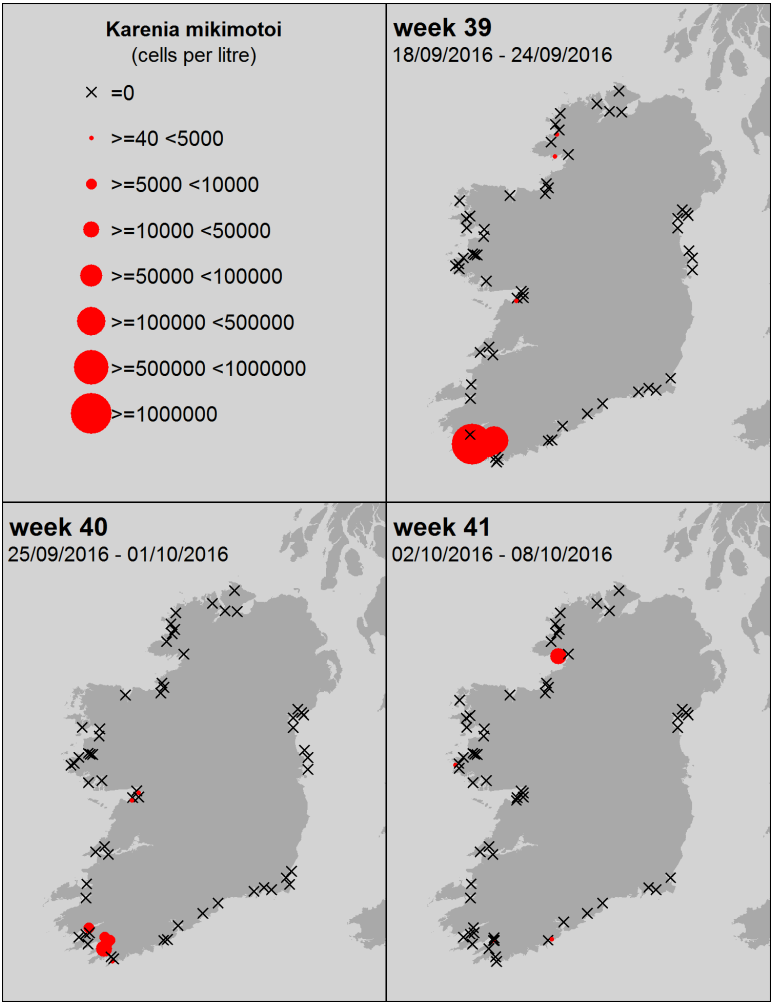 Karenia mikimotoi
(cells per litre)
=0
>=40 <5000
>=5000 <10000
>=10000 <50000
>=50000 <100000
>=100000 <500000
>=500000 <1000000
>=1000000
week 39
18/09/2016 - 24/09/2016
week 40
25/09/2016 - 01/10/2016
week 41
02/10/2016 - 08/10/2016